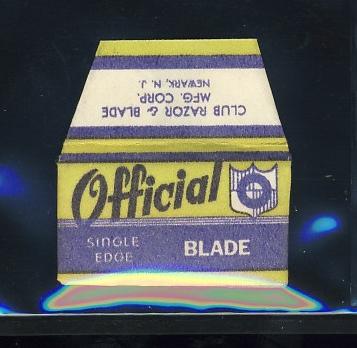 CLUB RAZOR & BLADE
MFG. CORP.
NEWARK, N. J.
Official
SINGLE
EDGE
BLADE